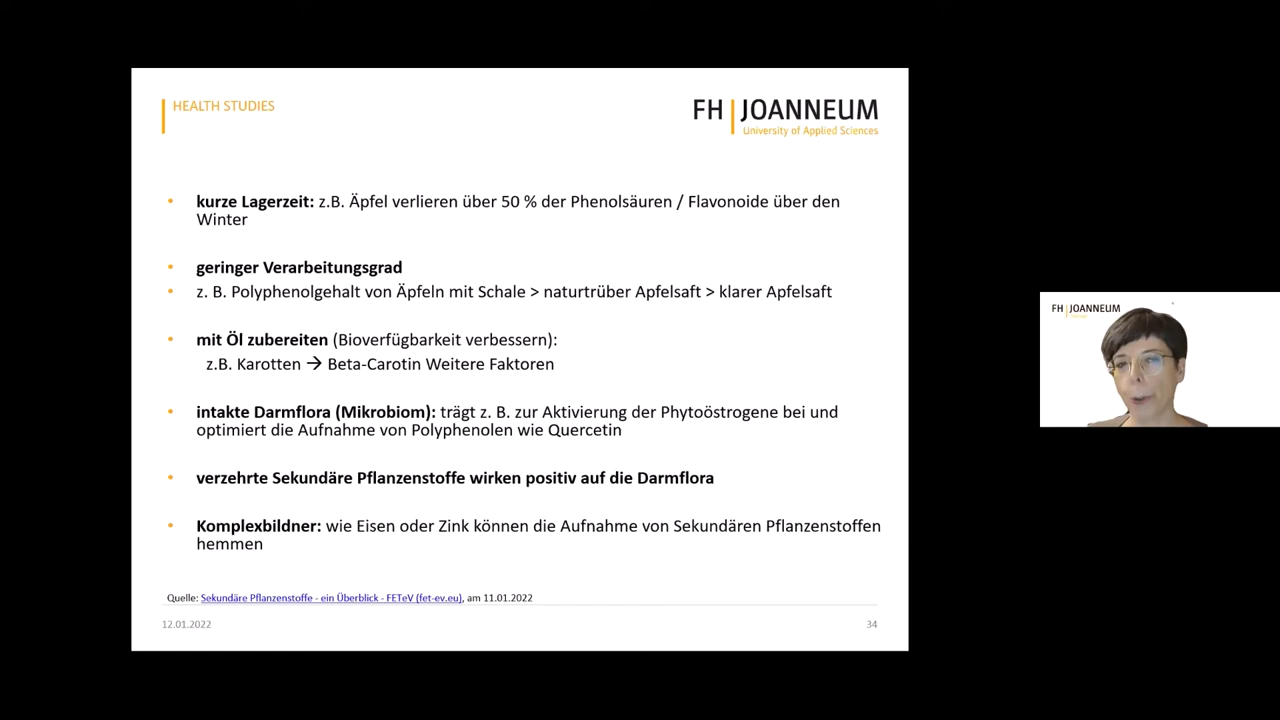 HEALTH STUDIES
FH JOANNEUM
University of Applied Sciences
• kurze Lagerzeit: z.B. Äpfel verlieren über 50 % der Phenolsäuren / Flavonoide über den
Winter
• geringer Verarbeitungsgrad
• z. B. Polyphenolgehalt von Äpfeln mit Schale > naturtrüber Apfelsaft > klarer Apfelsaft
• mit Öl zubereiten (Bioverfügbarkeit verbessern):
z.B. Karotten → Beta-Carotin Weitere Faktoren
• intakte Darmflora (Mikrobiom): trägt z. B. zur Aktivierung der Phytoöstrogene bei und
optimiert die Aufnahme von Polyphenolen wie Quercetin
• verzehrte Sekundäre Pflanzenstoffe wirken positiv auf die Darmflora
• Komplexbildner: wie Eisen oder Zink können die Aufnahme von Sekundären Pflanzenstoffen
hemmen
Quelle: Sekundäre Pflanzenstoffe - ein Überblick - FETeV (fet-ev.eu), am 11.01.2022
12.01.2022
34
FH JOANNEUM